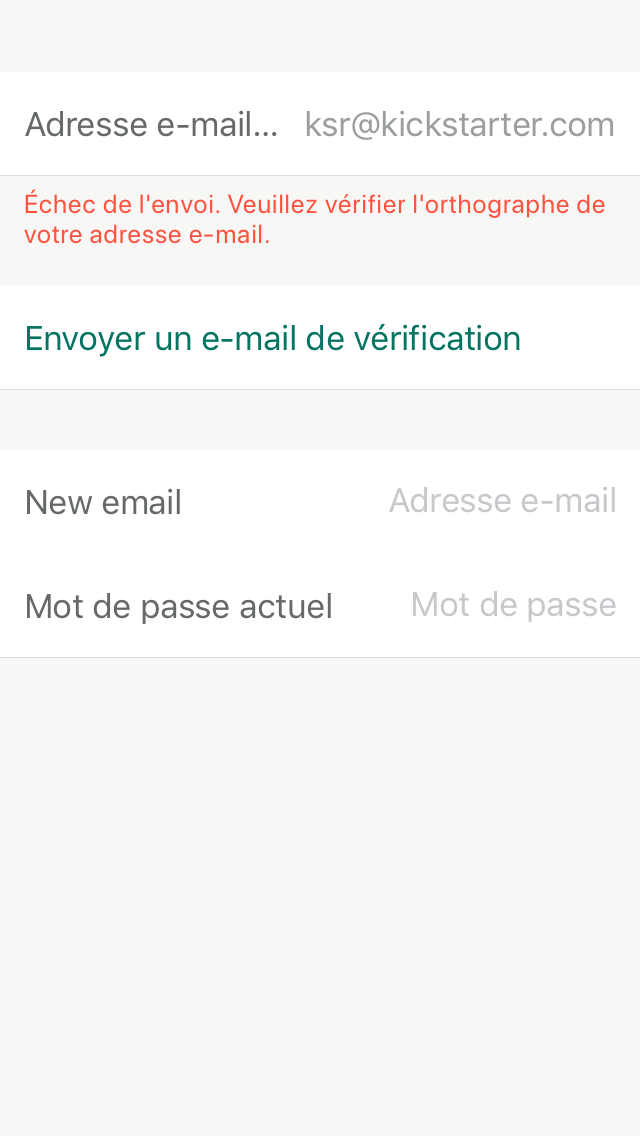 Adresse e-mail... ksr@kickstarter.com
Échec de l'envoi. Veuillez vérifier l'orthographe de
votre adresse e-mail.
Envoyer un e-mail de vérification
New email Adresse e-mail
Mot de passe actuel Mot de passe